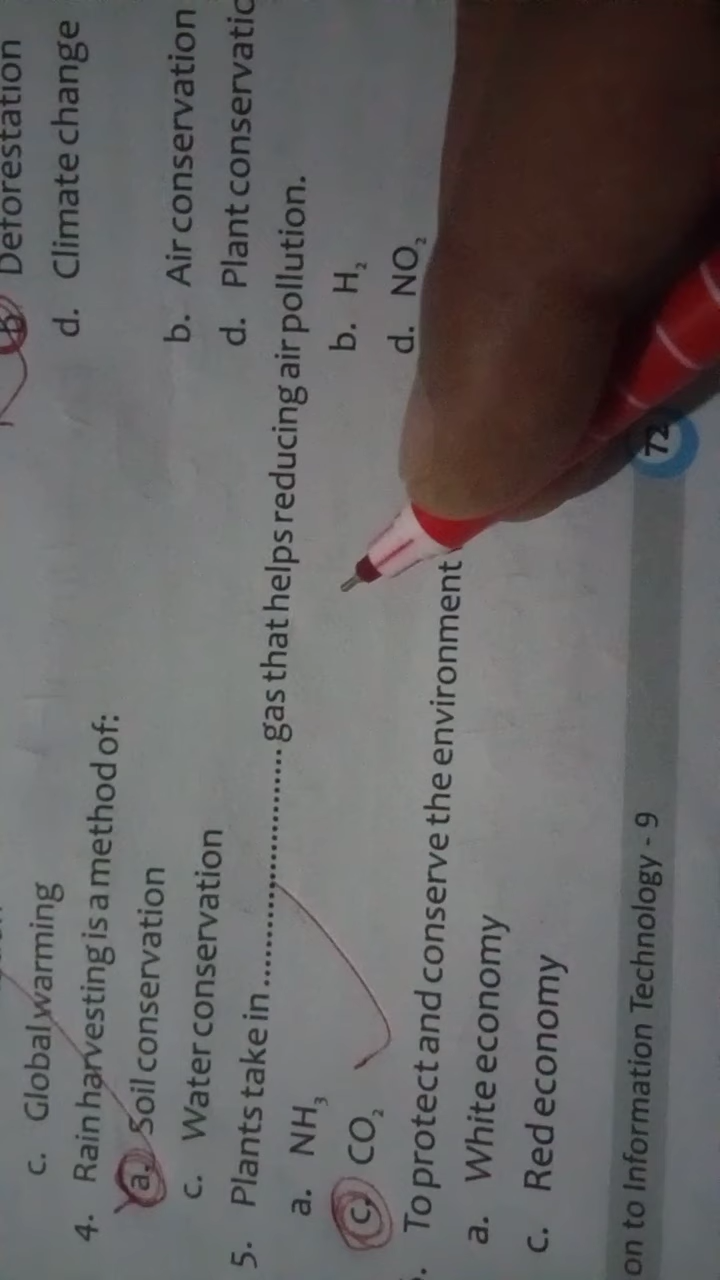 Deforestation
c. Global warming d. Climate change
4. Rain harvesting is a method of:
a. Soil conservation b. Air conservation
c. Water conservation d. Plant conservatio
5. Plants take in........................gas that helps reducing air pollution.
a. NH₃ b. H₂
c. CO₂ d. NO₂
. To protect and conserve the environment
a. White economy
c. Red economy
on to Information Technology - 9 72